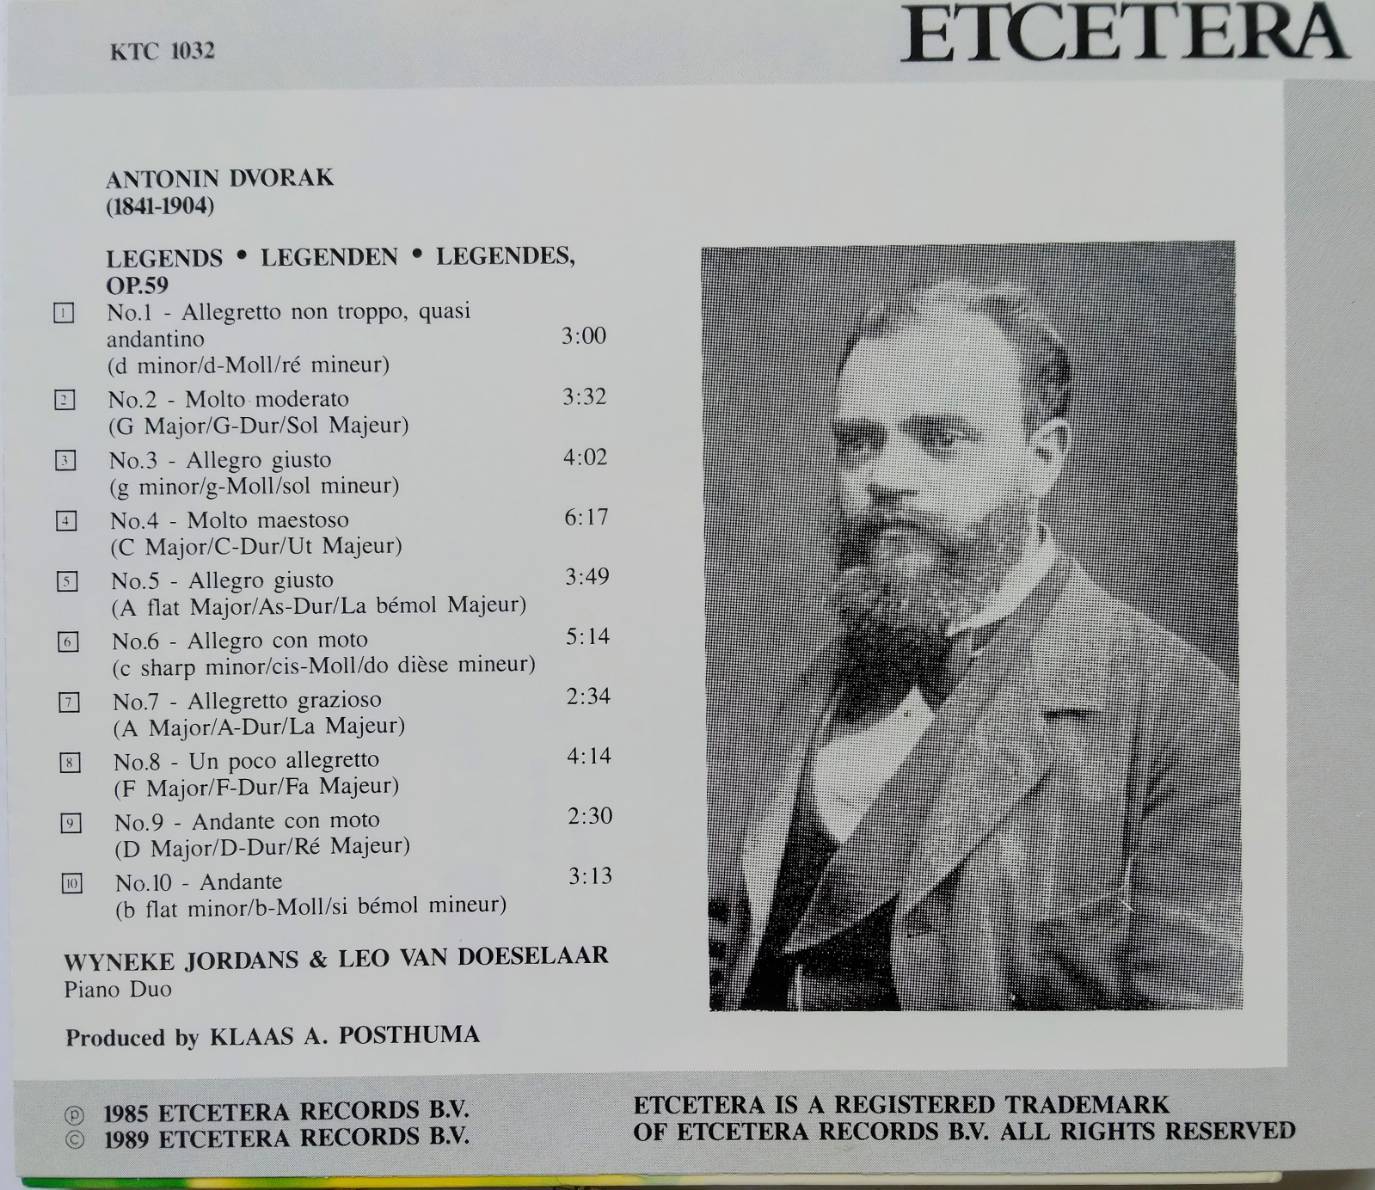 KTC 1032
ETCETERA
ANTONIN DVORAK
(1841-1904)
LEGENDS • LEGENDEN • LEGENDES,
OP.59
1 No.1 - Allegretto non troppo, quasi
andantino 3:00
(d minor/d-Moll/ré mineur)
2 No.2 - Molto moderato 3:32
(G Major/G-Dur/Sol Majeur)
3 No.3 - Allegro giusto 4:02
(g minor/g-Moll/sol mineur)
4 No.4 - Molto maestoso 6:17
(C Major/C-Dur/Ut Majeur)
5 No.5 - Allegro giusto 3:49
(A flat Major/As-Dur/La bémol Majeur)
6 No.6 - Allegro con moto 5:14
(c sharp minor/cis-Moll/do dièse mineur)
7 No.7 - Allegretto grazioso 2:34
(A Major/A-Dur/La Majeur)
8 No.8 - Un poco allegretto 4:14
(F Major/F-Dur/Fa Majeur)
9 No.9 - Andante con moto 2:30
(D Major/D-Dur/Ré Majeur)
10 No.10 - Andante 3:13
(b flat minor/b-Moll/si bémol mineur)
WYNEKE JORDANS & LEO VAN DOESELAAR
Piano Duo
Produced by KLAAS A. POSTHUMA
℗ 1985 ETCETERA RECORDS B.V.
© 1989 ETCETERA RECORDS B.V.
ETCETERA IS A REGISTERED TRADEMARK
OF ETCETERA RECORDS B.V. ALL RIGHTS RESERVED